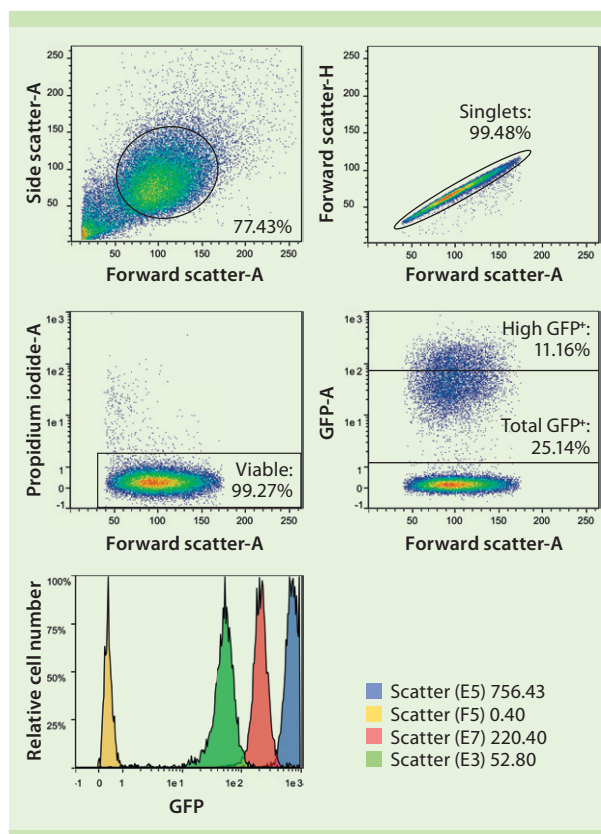 Side scatter-A
250
200
150
100
50
77.43%
50 100 150 200 250
Forward scatter-A
Forward scatter-H
250
200
150
100
50
Singlets:
99.48%
50 100 150 200 250
Forward scatter-A
Propidium iodide-A
1e3
1e2
1e1
1
0
-1
Viable:
99.27%
50 100 150 200 250
Forward scatter-A
GFP-A
1e3
1e2
1e1
1
0
-1
High GFP⁺:
11.16%
Total GFP⁺:
25.14%
50 100 150 200 250
Forward scatter-A
Relative cell number
100%
75%
50%
25%
-1 0 1 1e1 1e2 1e3
GFP
Scatter (E5) 756.43
Scatter (F5) 0.40
Scatter (E7) 220.40
Scatter (E3) 52.80